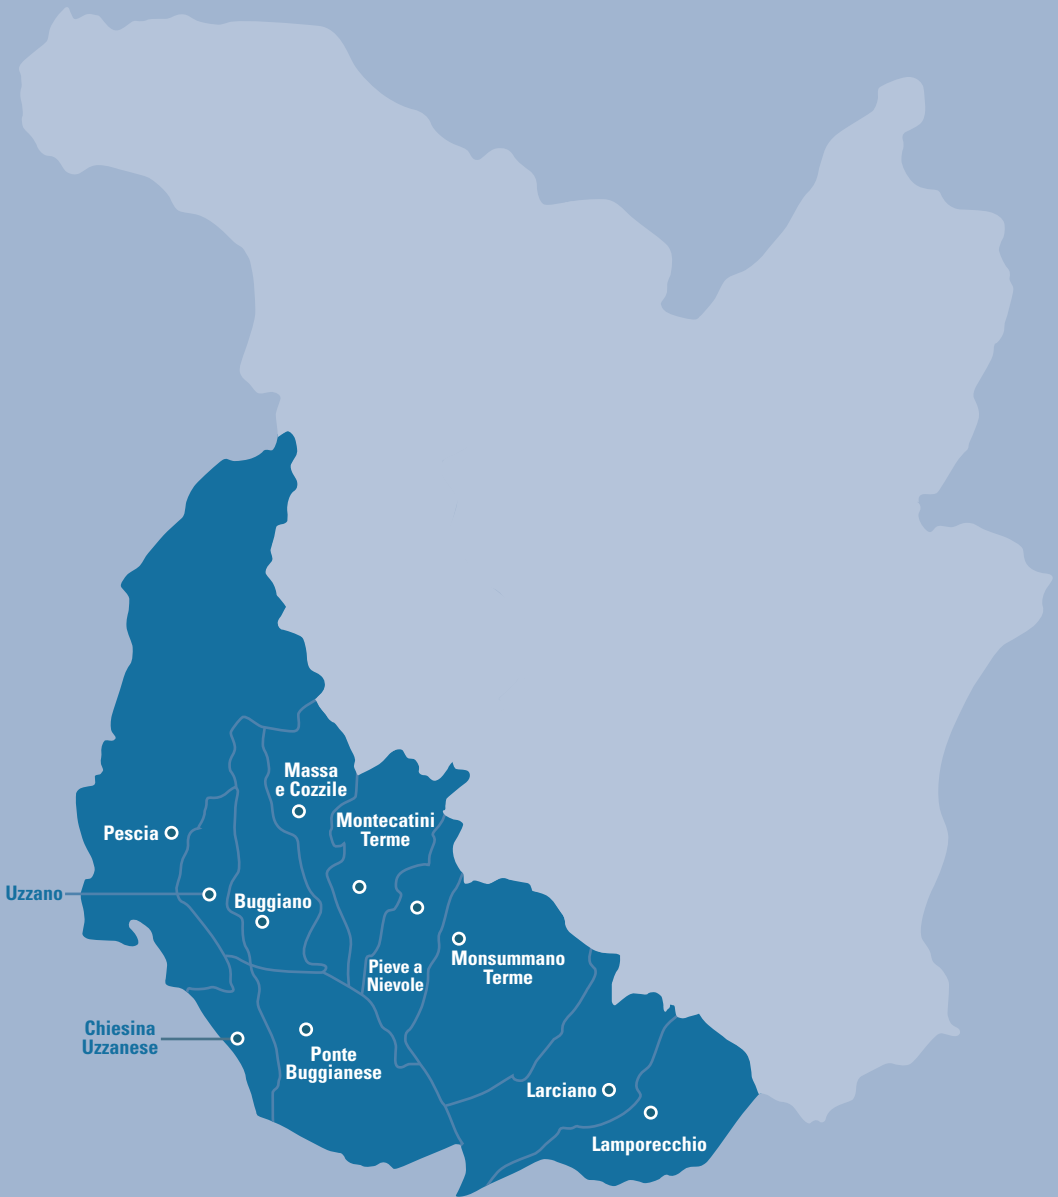 Massa
e Cozzile
Montecatini
Terme
Pescia
Uzzano
Buggiano
Monsummano
Terme
Pieve a
Nievole
Chiesina
Uzzanese
Ponte
Buggianese
Larciano
Lamporecchio